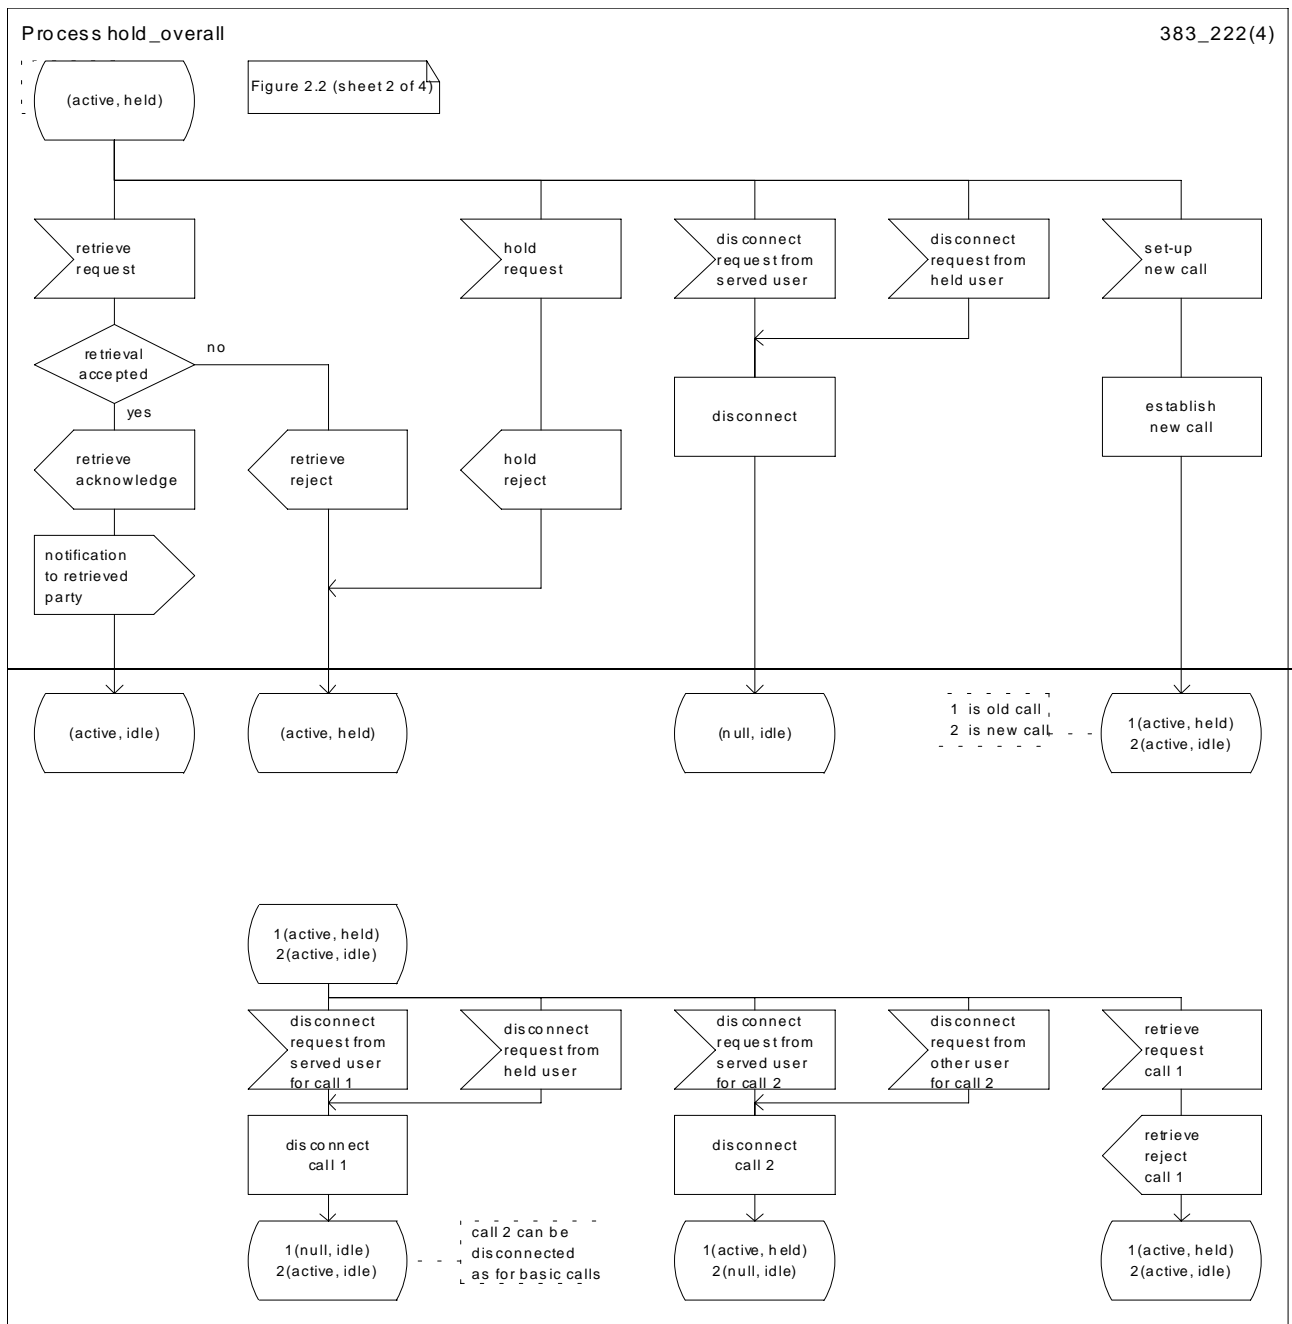 Process hold_overall
383_222(4)
(active, held)
Figure 2.2 (sheet 2 of 4)
retrieve
request
hold
request
disconnect
request from
served user
disconnect
request from
held user
set-up
new call
retrieval
accepted
no
yes
disconnect
establish
new call
retrieve
acknowledge
retrieve
reject
hold
reject
notification
to retrieved
party
(active, idle)
(active, held)
(null, idle)
1 is old call
2 is new call
1(active, held)
2(active, idle)
1(active, held)
2(active, idle)
disconnect
request from
served user
for call 1
disconnect
request from
held user
disconnect
request from
served user
for call 2
disconnect
request from
other user
for call 2
retrieve
request
call 1
disconnect
call 1
disconnect
call 2
retrieve
reject
call 1
1(null, idle)
2(active, idle)
call 2 can be
disconnected
as for basic calls
1(active, held)
2(null, idle)
1(active, held)
2(active, idle)